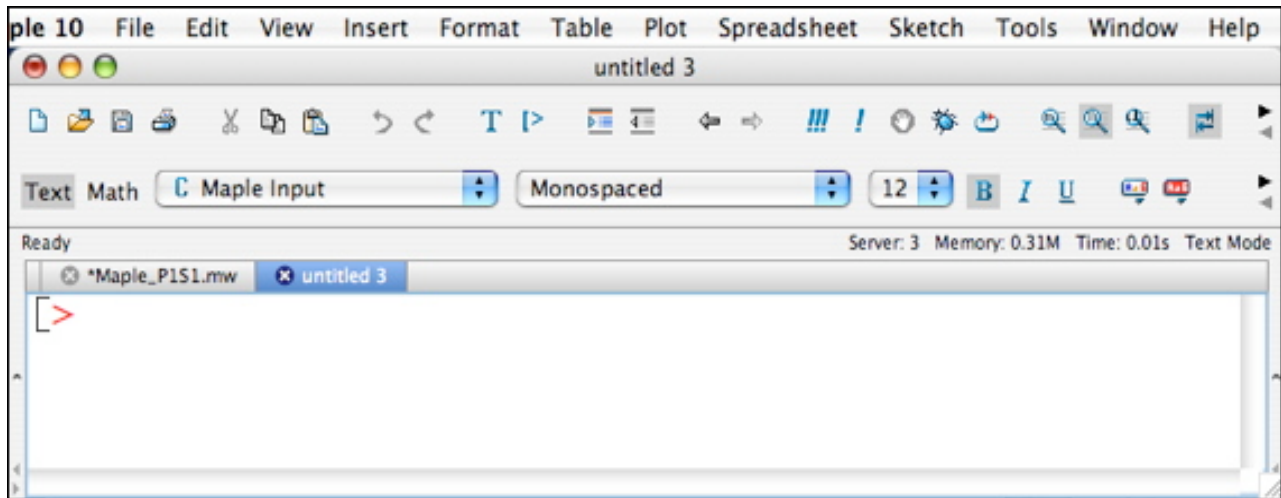 ple 10 File Edit View Insert Format Table Plot Spreadsheet Sketch Tools Window Help
untitled 3
T [> !!! !
Text Math C Maple Input Monospaced 12 B I U
Ready Server: 3 Memory: 0.31M Time: 0.01s Text Mode
*Maple_P1S1.mw untitled 3
[>